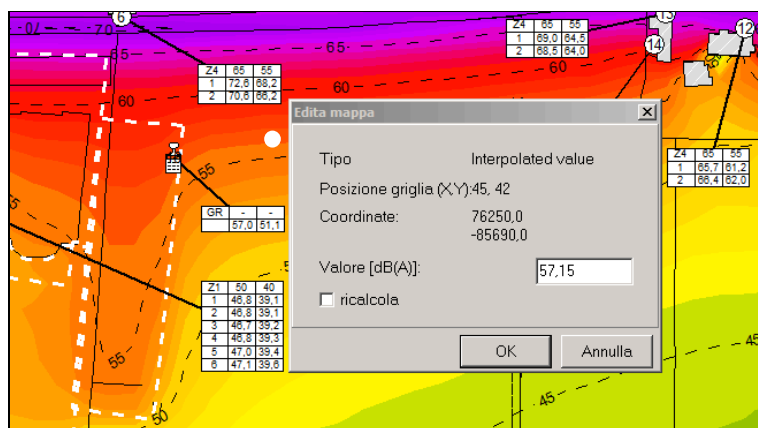 6
70
70
65
65
Z4 65 55
1 69,0 64,5
2 68,5 64,0
13
14
12
Z4 65 55
1 72,6 68,2
2 70,6 66,2
60
60
Edita mappa
Tipo Interpolated value
Posizione griglia (X,Y):45, 42
Coordinate: 76250,0
-85690,0
Valore [dB(A)]: 57,15
ricalcola
OK Annulla
Z4 65 55
1 65,7 61,2
2 66,4 62,0
55
55
GR - -
57,0 51,1
Z1 50 40
1 46,8 39,1
2 46,8 39,1
3 46,7 39,2
4 46,8 39,3
5 47,0 39,4
6 47,1 39,6
55
50
45
45